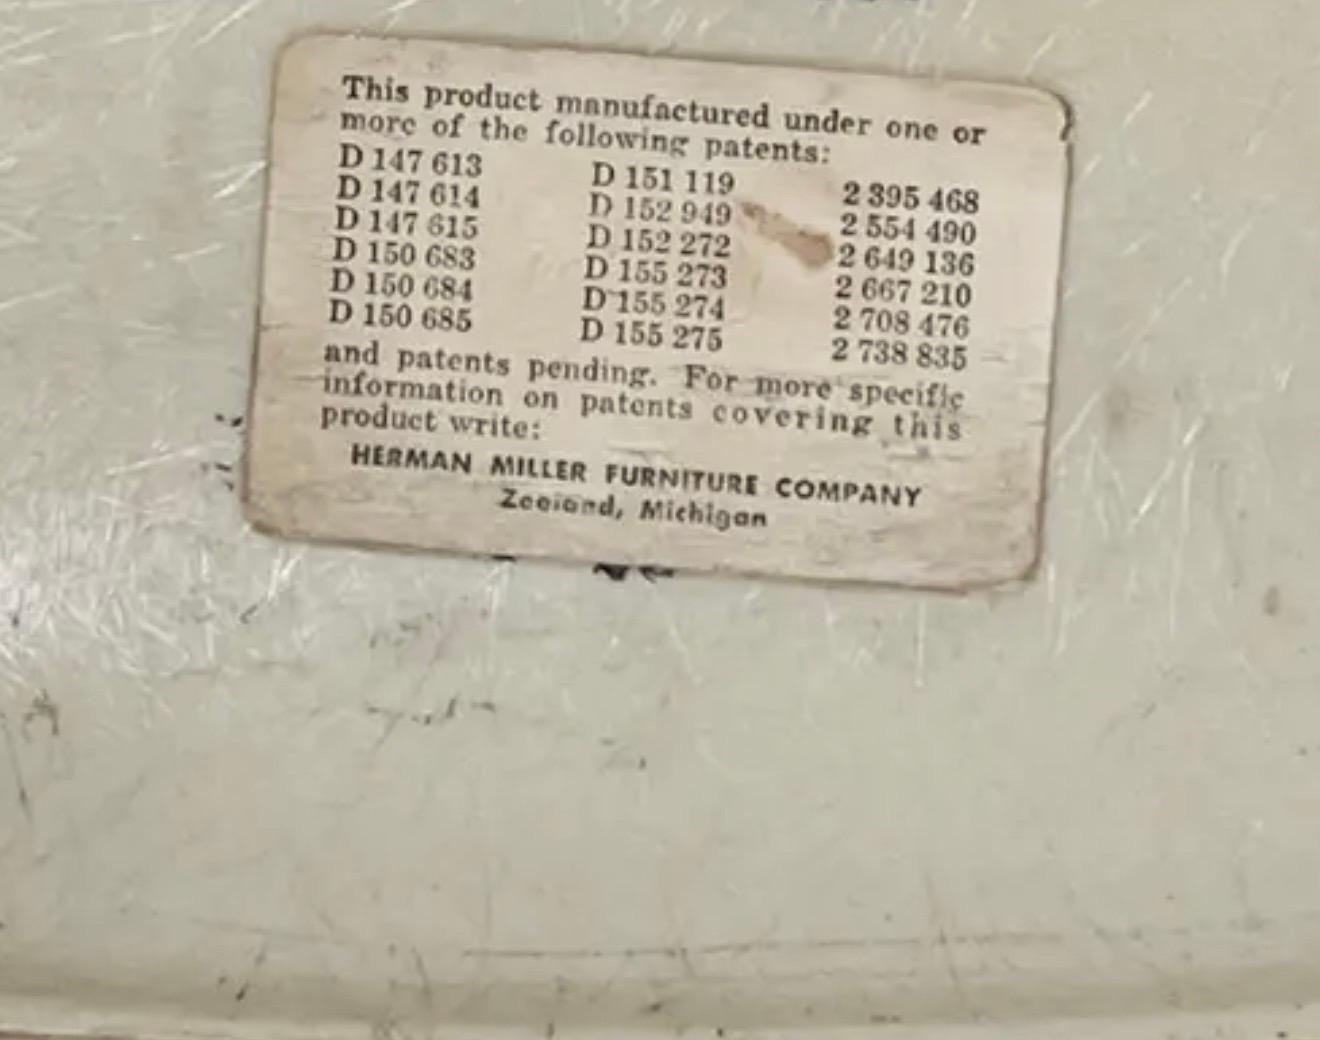 This product manufactured under one or
more of the following patents:
D 147 613 D 151 119 2 395 468
D 147 614 D 152 949 2 554 490
D 147 615 D 152 272 2 649 136
D 150 683 D 155 273 2 667 210
D 150 684 D 155 274 2 708 476
D 150 685 D 155 275 2 738 835
and patents pending. For more specific
information on patents covering this
product write:
HERMAN MILLER FURNITURE COMPANY
Zeeland, Michigan